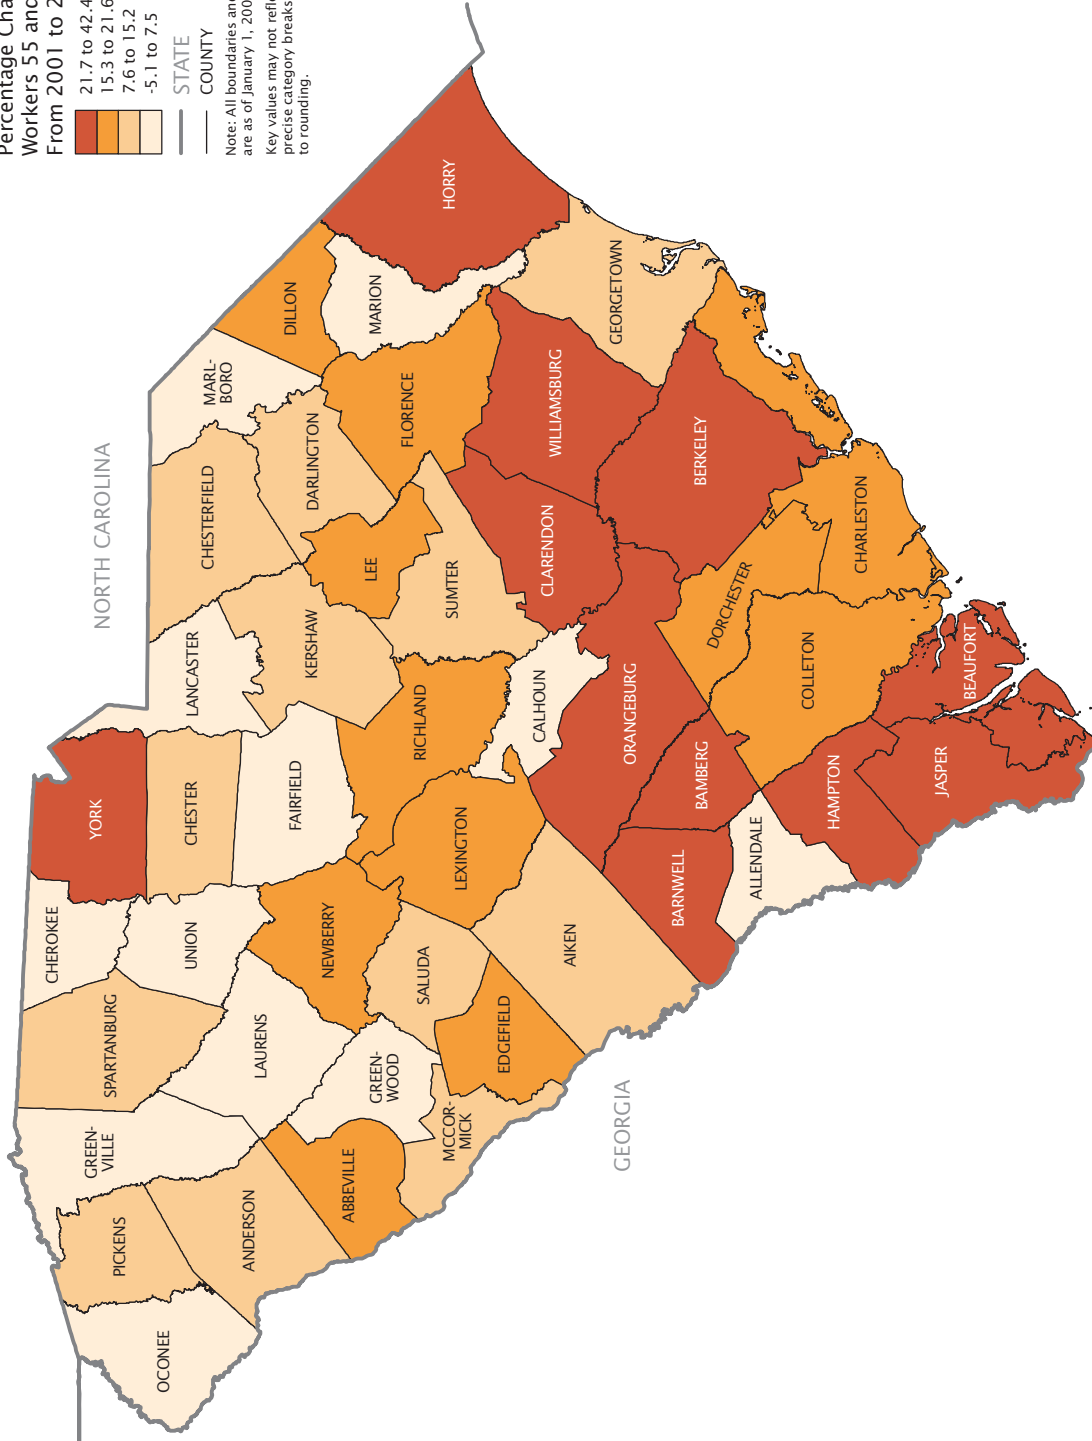 Percentage Cha
Workers 55 and
From 2001 to 2
21.7 to 42.4
15.3 to 21.6
7.6 to 15.2
-5.1 to 7.5
STATE
COUNTY
Note: All boundaries and
are as of January 1, 200
Key values may not refle
precise category breaks
to rounding.
NORTH CAROLINA
GEORGIA
OCONEE
PICKENS
GREEN-
VILLE
SPARTANBURG
CHEROKEE
YORK
ANDERSON
LAURENS
UNION
CHESTER
LANCASTER
CHESTERFIELD
MARL-
BORO
ABBEVILLE
GREEN-
WOOD
NEWBERRY
FAIRFIELD
KERSHAW
DARLINGTON
DILLON
MCCOR-
MICK
SALUDA
LEXINGTON
RICHLAND
LEE
FLORENCE
MARION
EDGEFIELD
SUMTER
HORRY
AIKEN
CALHOUN
CLARENDON
WILLIAMSBURG
GEORGETOWN
BARNWELL
BAMBERG
ORANGEBURG
BERKELEY
ALLENDALE
DORCHESTER
HAMPTON
COLLETON
CHARLESTON
JASPER
BEAUFORT